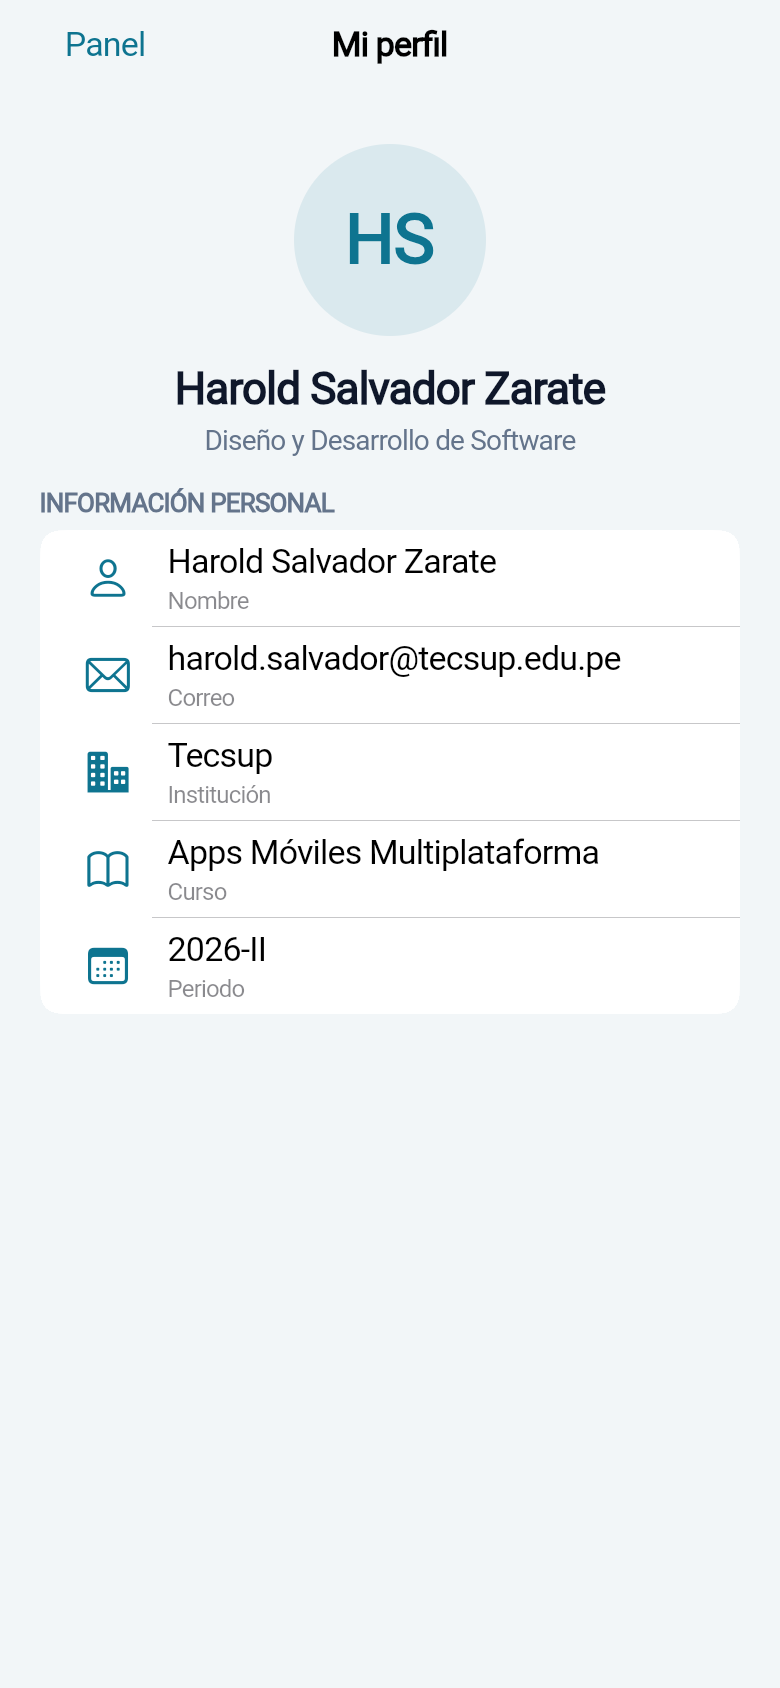 Panel
Mi perfil
HS
Harold Salvador Zarate
Diseño y Desarrollo de Software
INFORMACIÓN PERSONAL
Harold Salvador Zarate
Nombre
harold.salvador@tecsup.edu.pe
Correo
Tecsup
Institución
Apps Móviles Multiplataforma
Curso
2026-II
Periodo